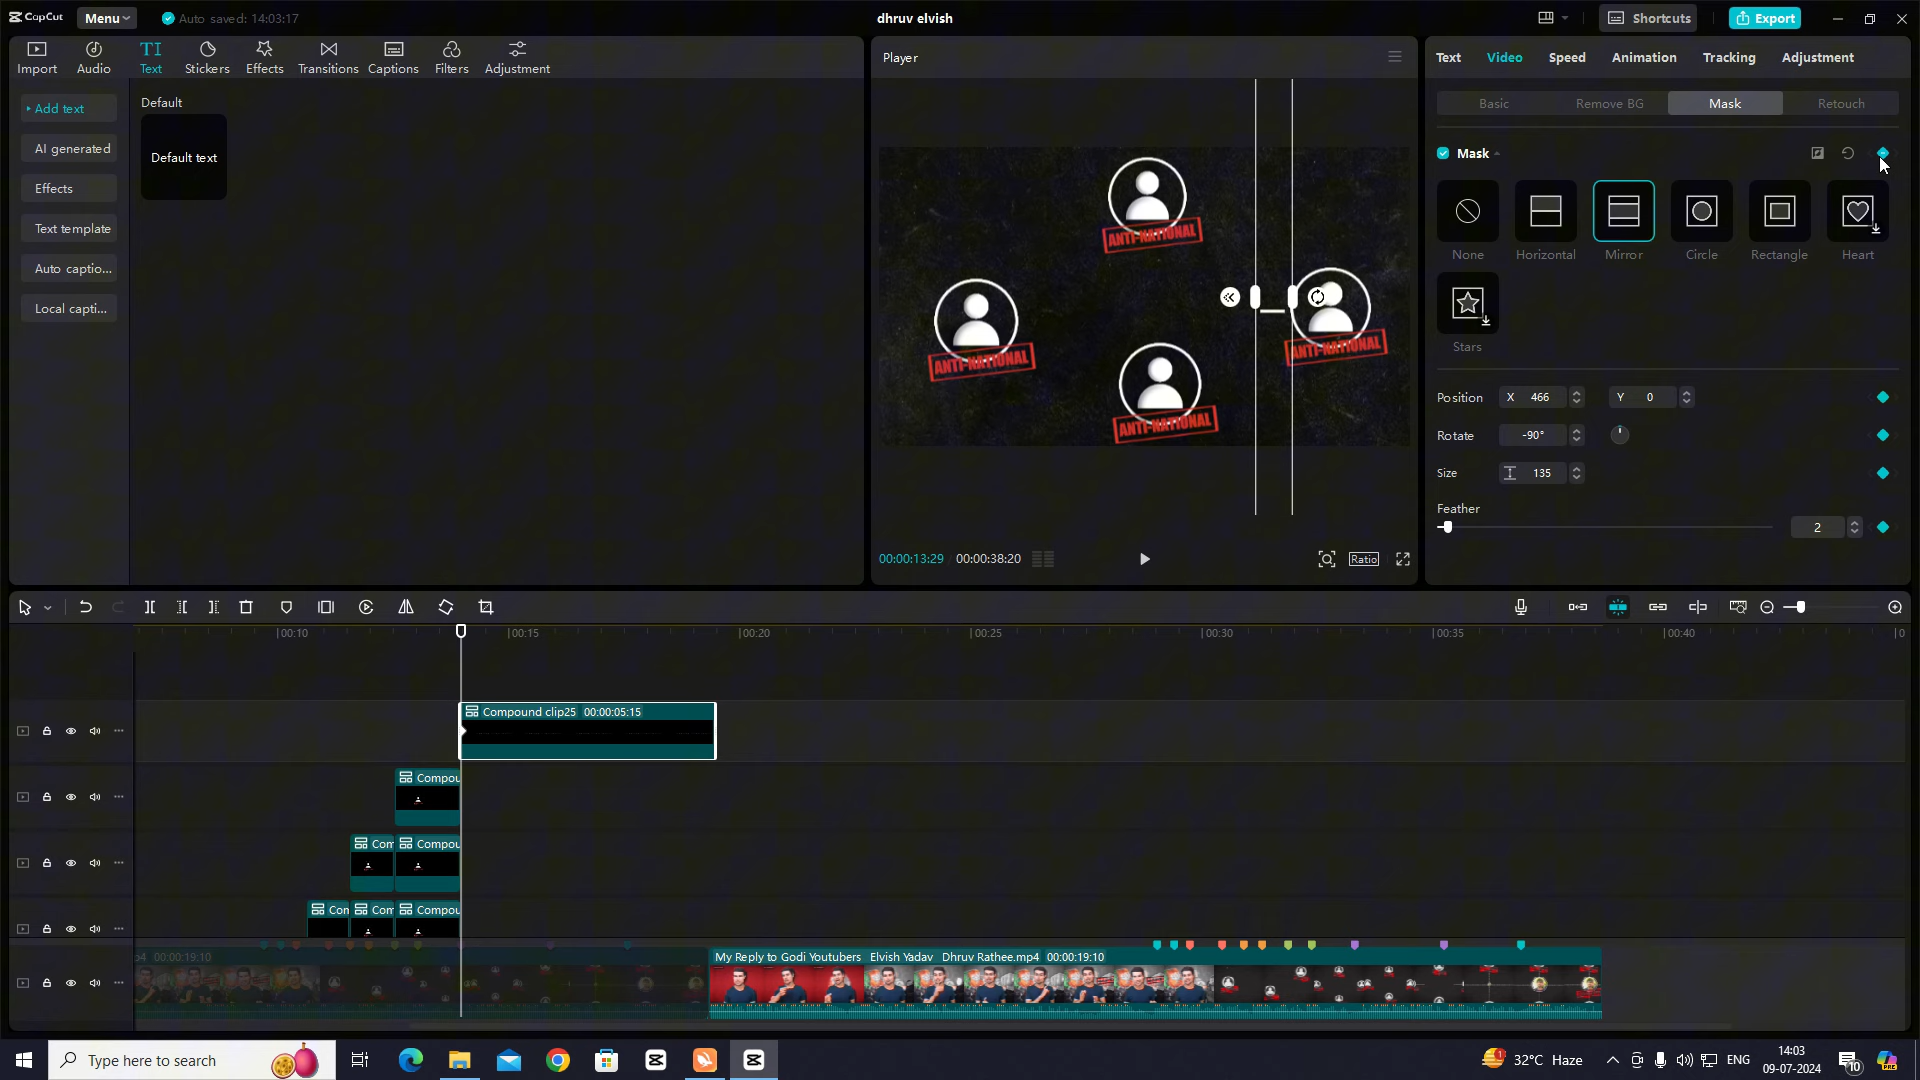 CapCut
Menu
Auto saved: 14:03:17
dhruv elvish
Shortcuts
Export
Import
Audio
Text
Stickers
Effects
Transitions
Captions
Filters
Adjustment
Add text
AI generated
Effects
Text template
Auto captio...
Local capti...
Default
Default text
Player
ANTI-NATIONAL
ANTI-NATIONAL
ANTI-NATIONAL
ANTI-NATIONAL
00:00:13:29
00:00:38:20
Ratio
Text
Video
Speed
Animation
Tracking
Adjustment
Basic
Remove BG
Mask
Retouch
Mask
None
Horizontal
Mirror
Circle
Rectangle
Heart
Stars
Position X 466 Y 0
Rotate -90°
Size 135
Feather
2
00:10
00:15
00:20
00:25
00:30
00:35
00:40
0
Compound clip25 00:00:05:15
Compou
Com
Compou
Con
Com
Compou
p4 00:00:19:10
My Reply to Godi Youtubers Elvish Yadav Dhruv Rathee.mp4 00:00:19:10
Type here to search
32°C Haze
ENG
14:03
09-07-2024
1
10
PRE